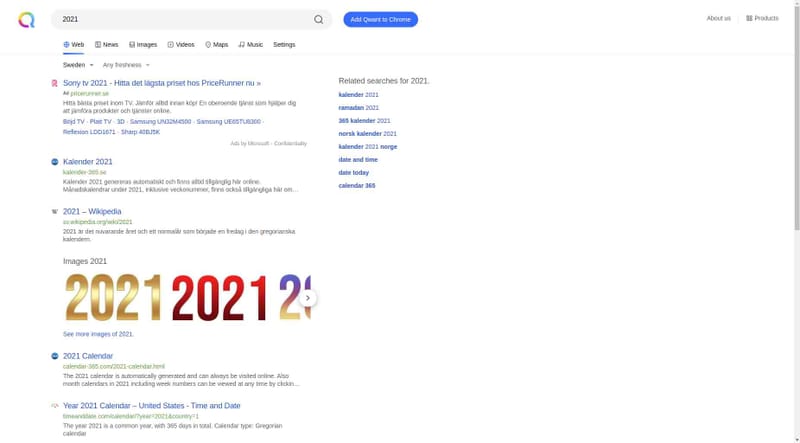 2021
Add Qwant to Chrome
About us
Products
Web
News
Images
Videos
Maps
Music
Settings
Sweden
Any freshness
Sony tv 2021 - Hitta det lägsta priset hos PriceRunner nu »
Ad pricerunner.se
Hitta bästa priset inom TV. Jämför alltid innan köp! En oberoende tjänst som hjälper dig
att jämföra produkter och tjänster online.
Böjd TV · Platt TV · 3D · Samsung UN32M4500 · Samsung UE65TU8300 ·
Reflexion LDD1671 · Sharp 40BJ5K
Ads by Microsoft - Confidentiality
Kalender 2021
kalender-365.se
Kalender 2021 genereras automatiskt och finns alltid tillgänglig här online.
Månadskalendrar under 2021, inklusive veckonummer, finns också tillgängliga här om…
2021 – Wikipedia
sv.wikipedia.org/wiki/2021
2021 är det nuvarande året och ett normalår som började en fredag i den gregorianska
kalendern.
Images 2021
2021 2021 2
See more images of 2021.
2021 Calendar
calendar-365.com/2021-calendar.html
The 2021 calendar is automatically generated and can always be visited online. Also
month calendars in 2021 including week numbers can be viewed at any time by clickin…
Year 2021 Calendar – United States - Time and Date
timeanddate.com/calendar/?year=2021&country=1
The year 2021 is a common year, with 365 days in total. Calendar type: Gregorian
calendar
Related searches for 2021.
kalender 2021
ramadan 2021
365 kalender 2021
norsk kalender 2021
kalender 2021 norge
date and time
date today
calendar 365